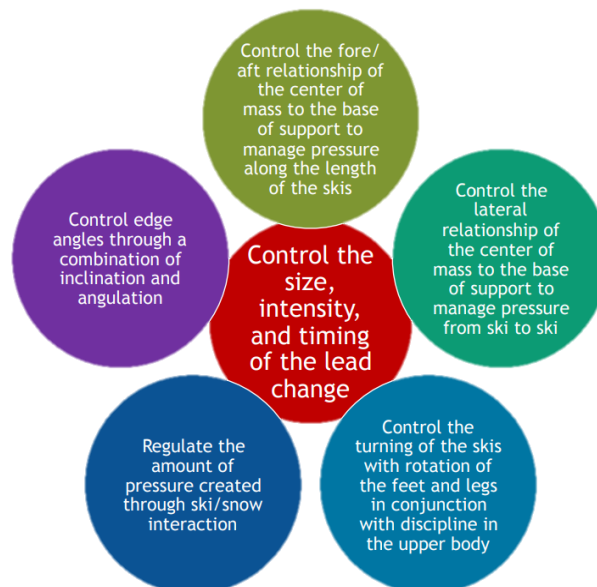 Control the fore/
aft relationship of
the center of
mass to the base
of support to
manage pressure
along the length
of the skis
Control the
lateral
relationship of
the center of
mass to the base
of support to
manage pressure
from ski to ski
Control the
turning of the skis
with rotation of
the feet and legs
in conjunction
with discipline in
the upper body
Regulate the
amount of
pressure created
through ski/snow
interaction
Control edge
angles through a
combination of
inclination and
angulation
Control the
size,
intensity,
and timing
of the lead
change